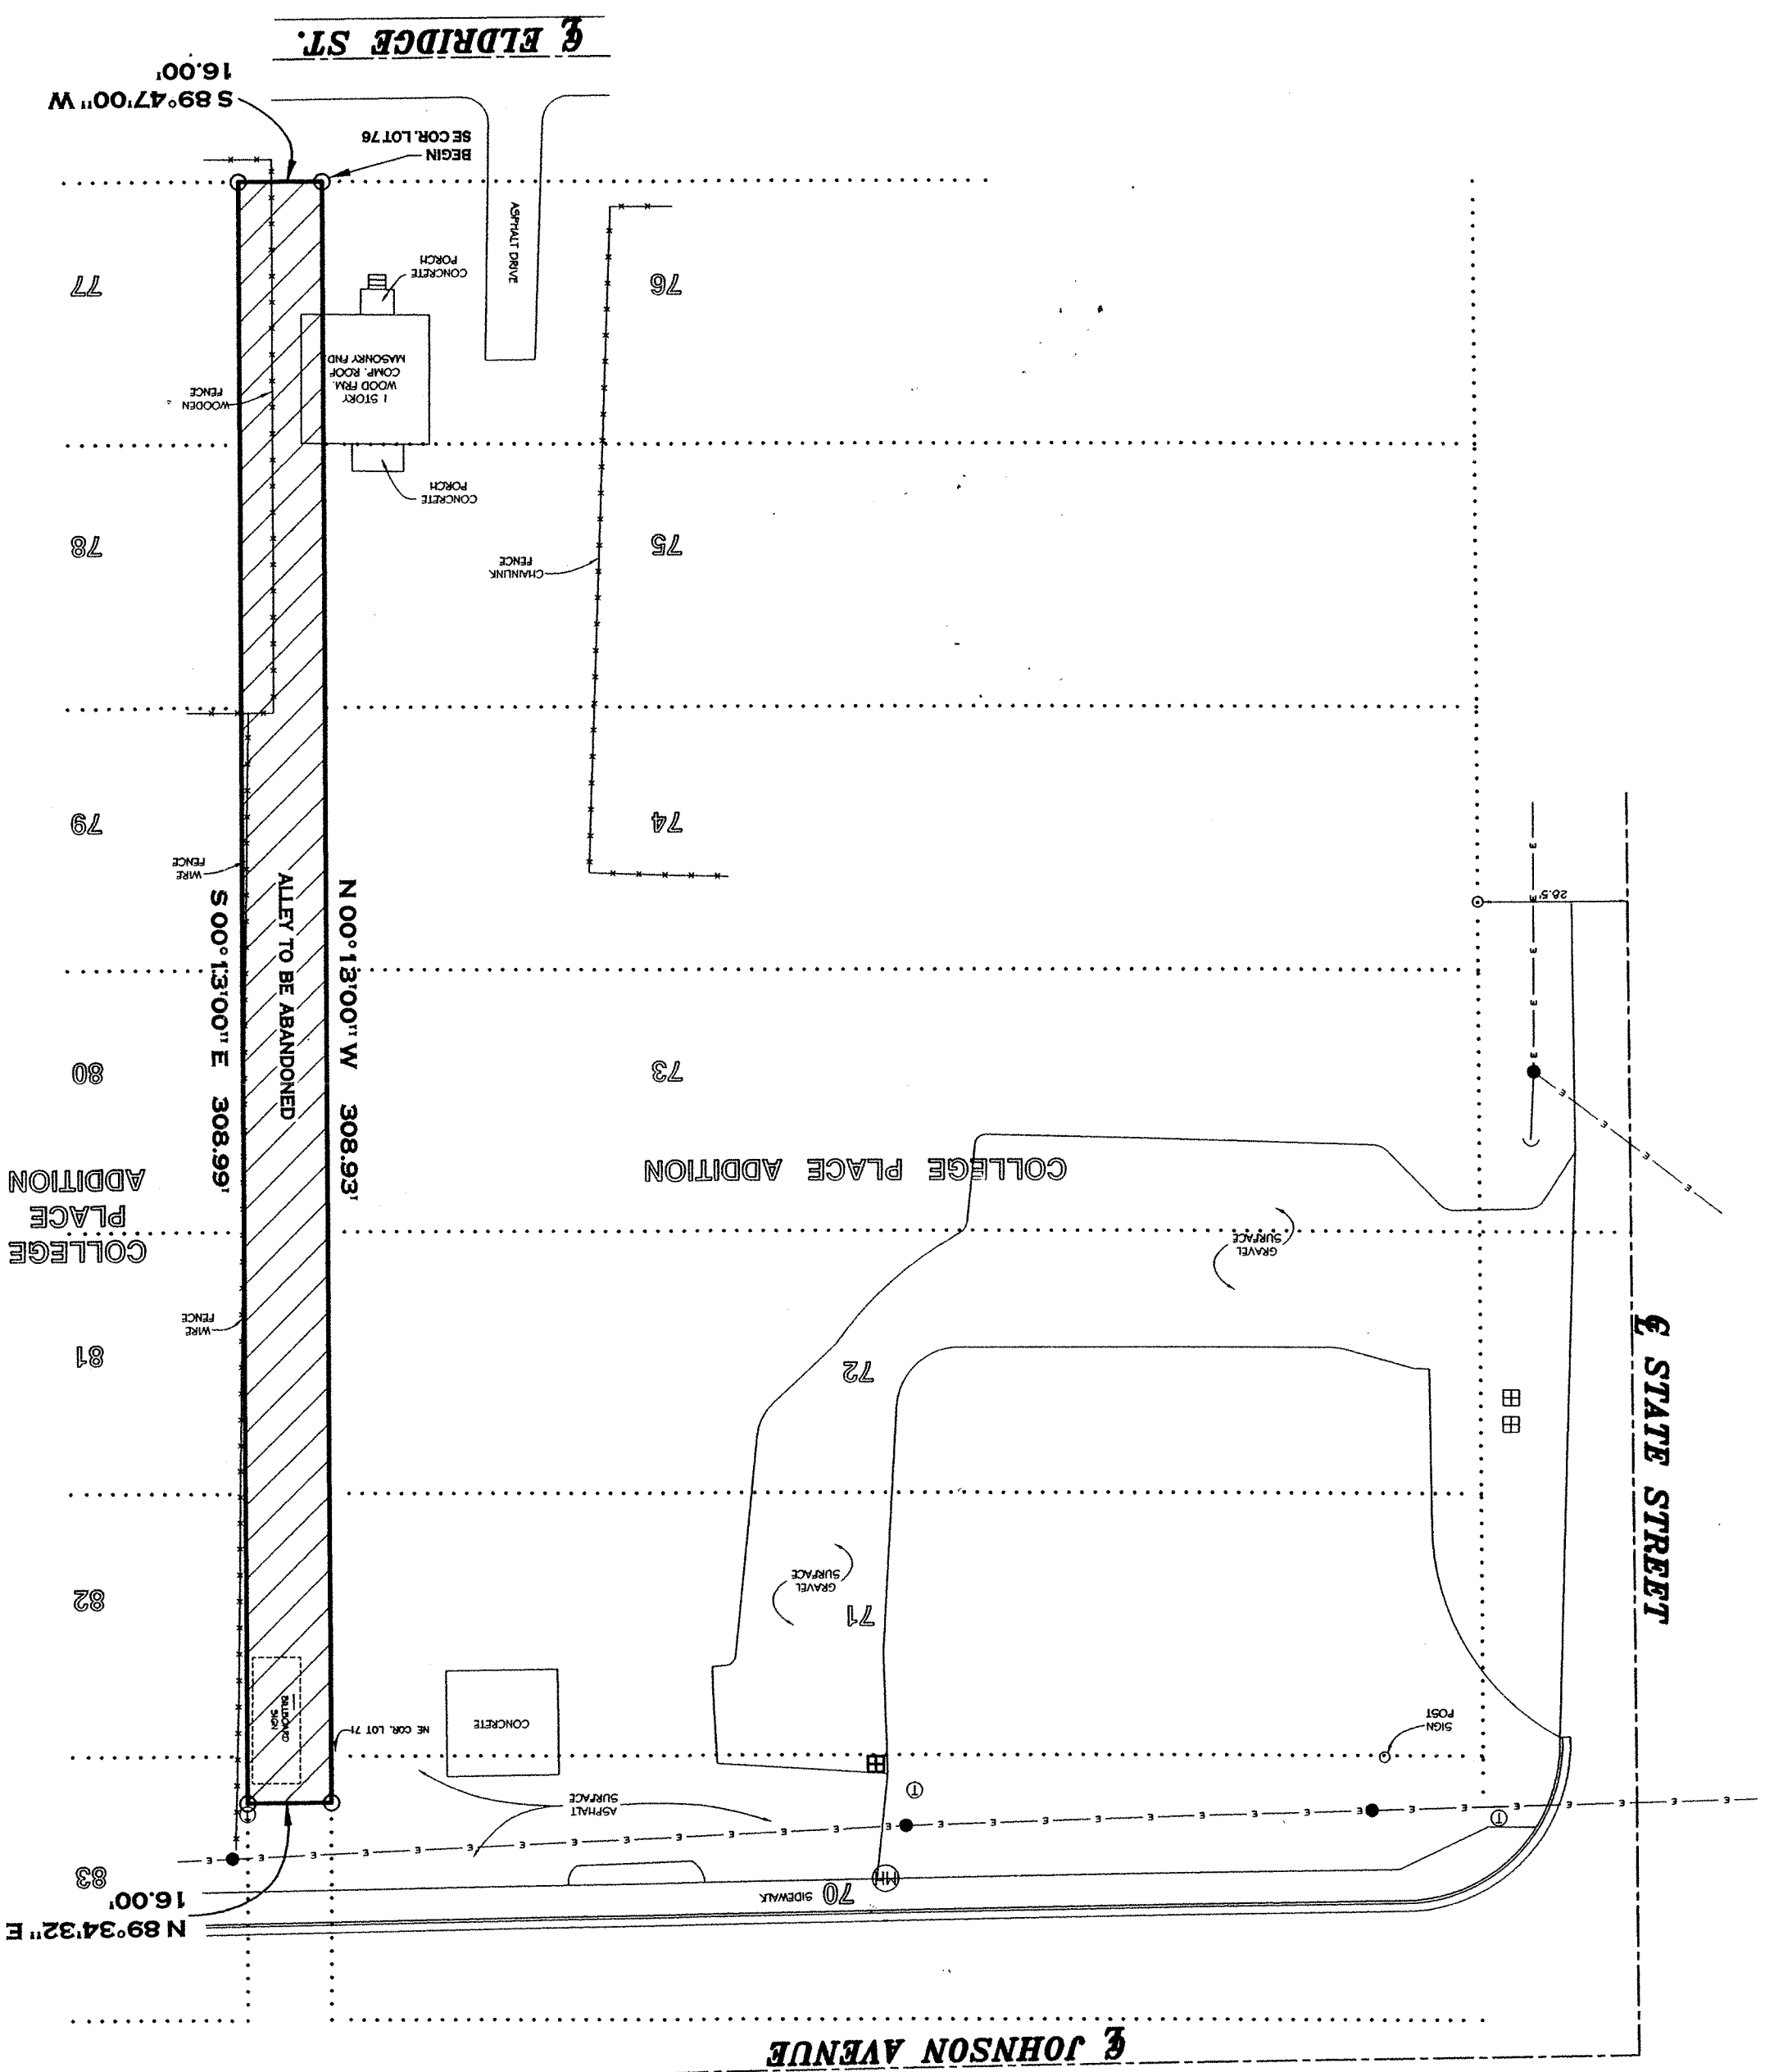 ℄ JOHNSON AVENUE
N 89°34'32" E
16.00'
70
SIDEWALK
MH
83
ASPHALT
SURFACE
T
T
T
SIGN
POST
NE COR. LOT 71
CONCRETE
BILLBOARD
SIGN
71
GRAVEL
SURFACE
82
℄ STATE STREET
72
81
WIRE
FENCE
GRAVEL
SURFACE
COLLEGE PLACE ADDITION
COLLEGE
PLACE
ADDITION
73
80
N 00°13'00" W 308.93'
ALLEY TO BE ABANDONED
S 00°13'00" E 308.99'
28.5'
WIRE
FENCE
74
79
CHAINLINK
FENCE
75
78
CONCRETE
PORCH
1 STORY
WOOD FRM.
COMP. ROOF
MASONRY FND.
WOODEN
FENCE
CONCRETE
PORCH
76
77
ASPHALT DRIVE
BEGIN
SE COR. LOT 76
S 89°47'00" W
16.00'
℄ ELDRIDGE ST.